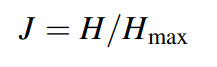 J = H/H_max